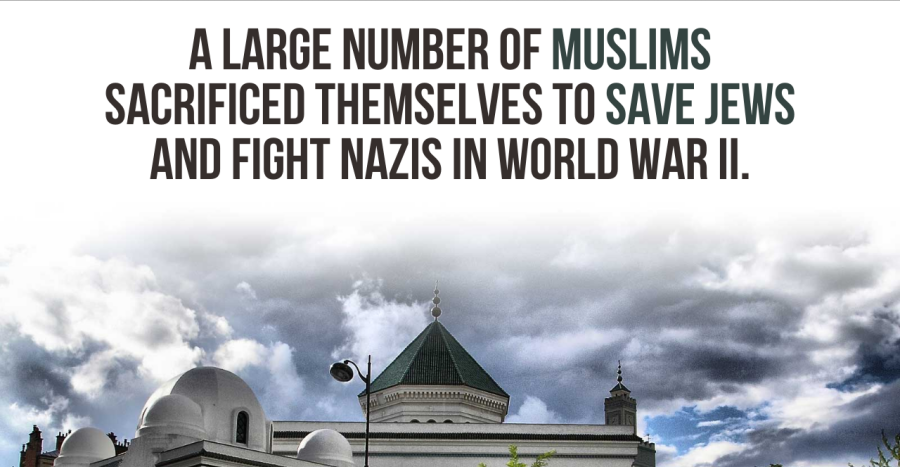 A LARGE NUMBER OF MUSLIMS
SACRIFICED THEMSELVES TO SAVE JEWS
AND FIGHT NAZIS IN WORLD WAR II.